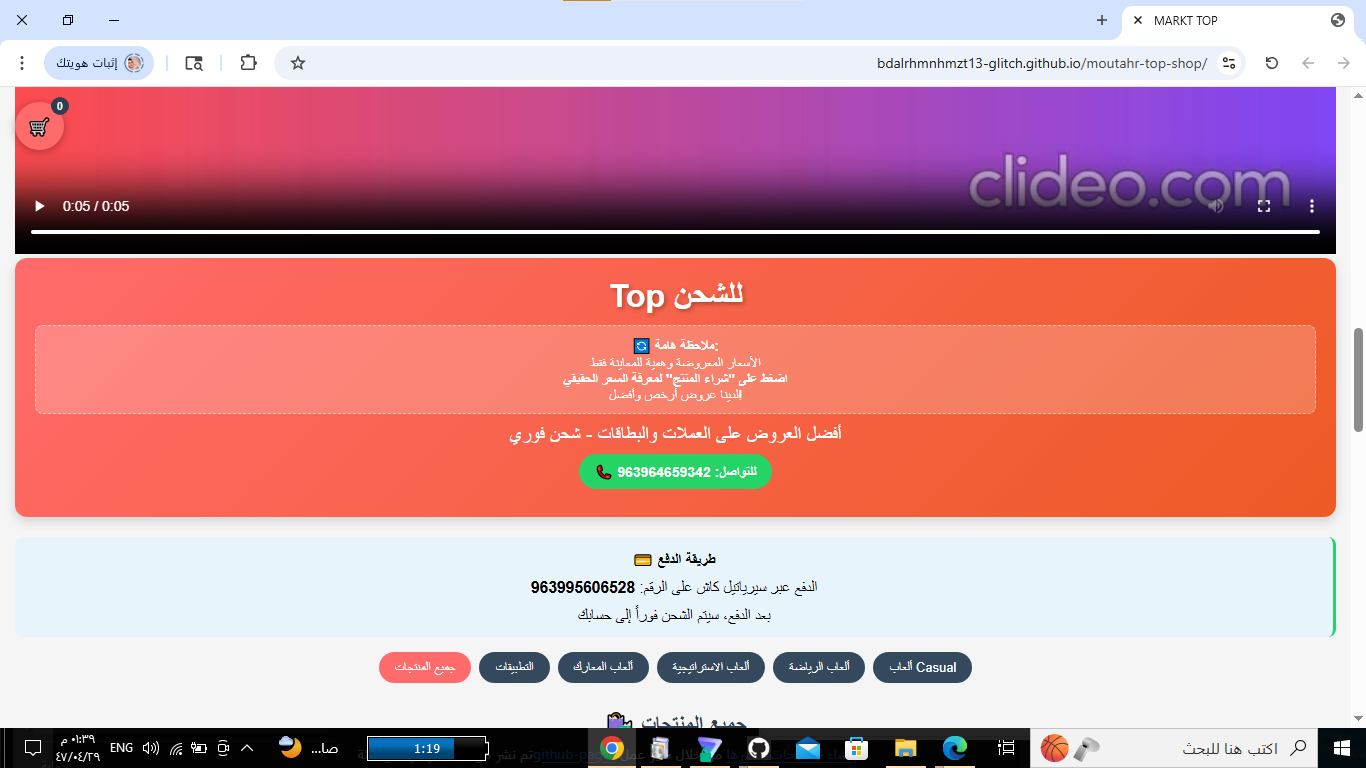 MARKT TOP
إثبات هويتك
bdalrhmnhmzt13-glitch.github.io/moutahr-top-shop/
0
clideo.com
0:05 / 0:05
Top للشحن
ملاحظة هامة:
الأسعار المعروضة وهمية للمعاينة فقط
اضغط على "شراء المنتج" لمعرفة السعر الحقيقي
لدينا عروض أرخص وأفضل!
أفضل العروض على العملات والبطاقات - شحن فوري
للتواصل: 963964659342
طريقة الدفع
الدفع عبر سيرياتيل كاش على الرقم: 963995606528
بعد الدفع، سيتم الشحن فوراً إلى حسابك
ألعاب Casual
ألعاب الرياضة
ألعاب الاستراتيجية
ألعاب المعارك
التطبيقات
جميع المنتجات
جميع المنتجات
اكتب هنا للبحث
1:19
صا...
ENG
٠١:٣٩ م
٤٧/٠٤/٢٩